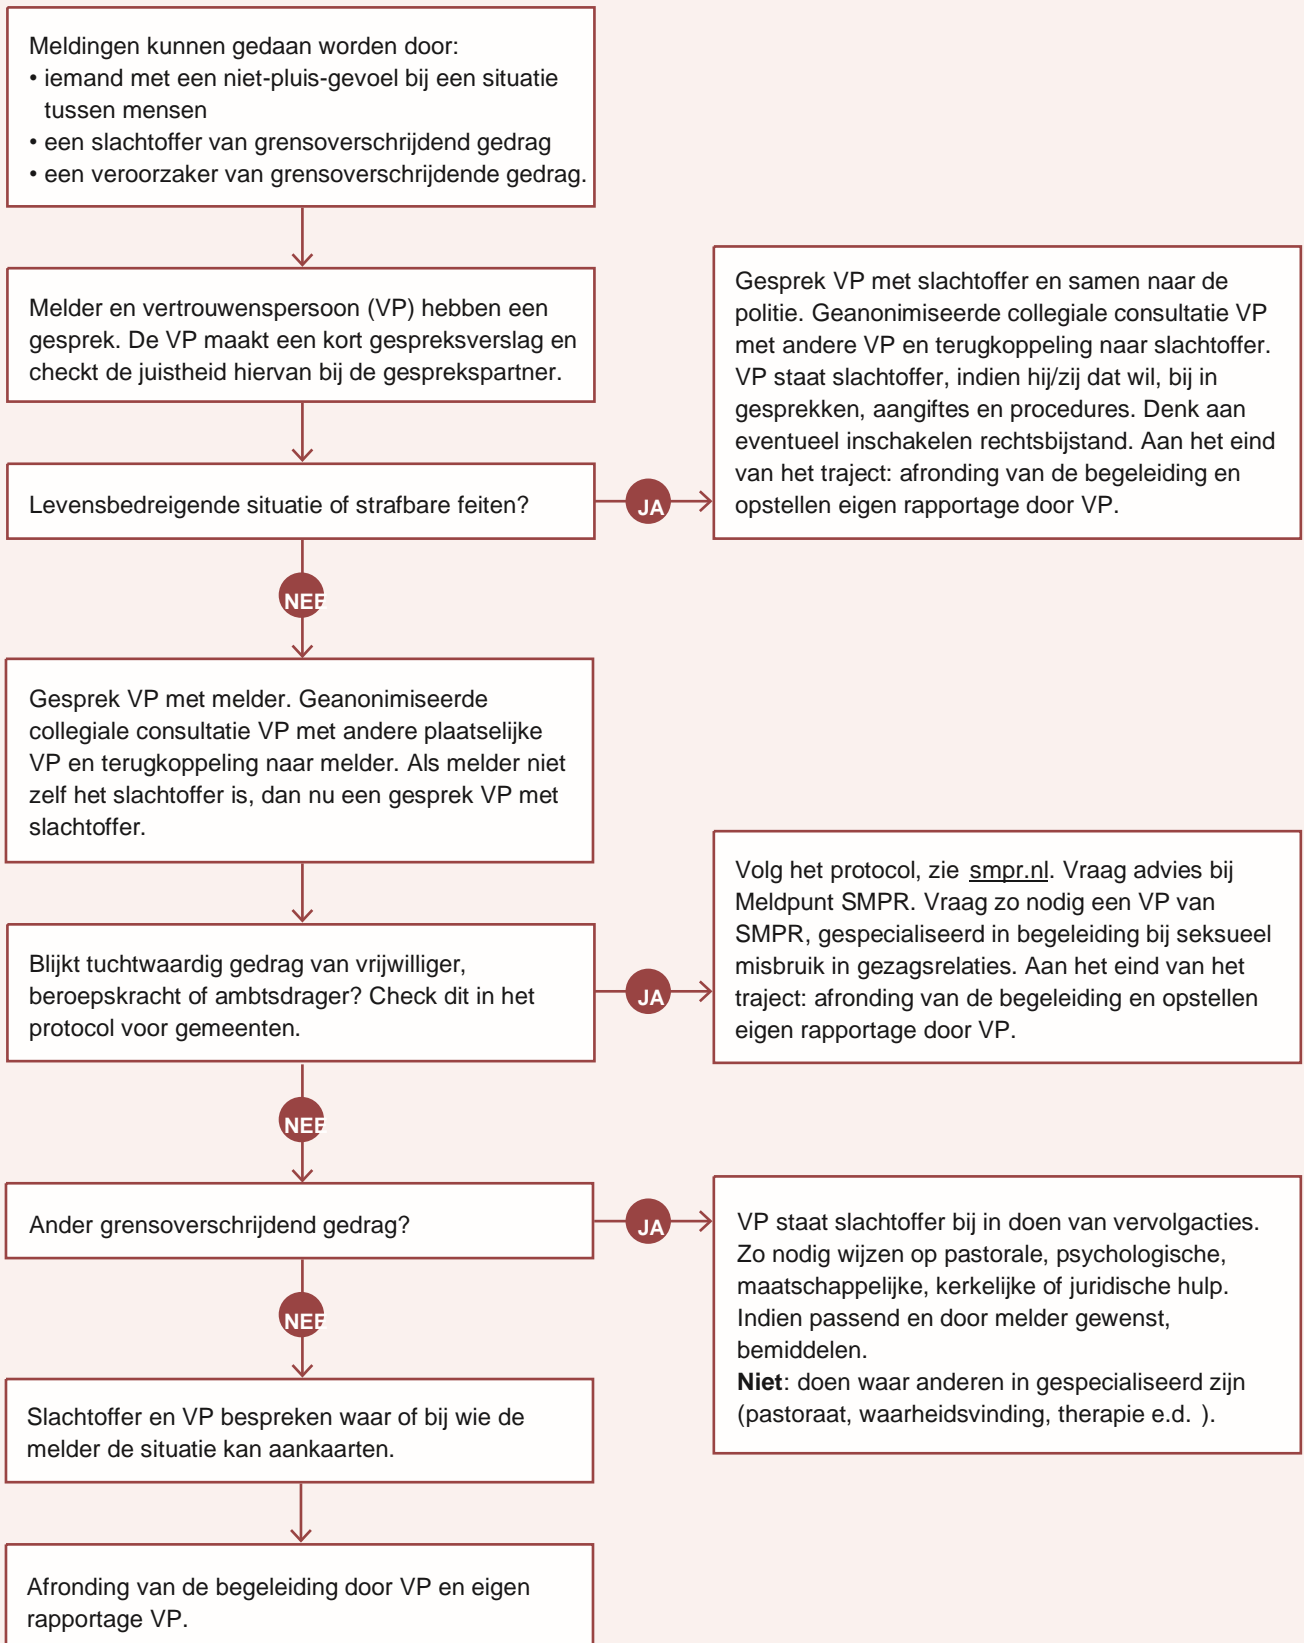 Meldingen kunnen gedaan worden door:
• iemand met een niet-pluis-gevoel bij een situatie
tussen mensen
• een slachtoffer van grensoverschrijdend gedrag
• een veroorzaker van grensoverschrijdende gedrag.
Melder en vertrouwenspersoon (VP) hebben een
gesprek. De VP maakt een kort gespreksverslag en
checkt de juistheid hiervan bij de gesprekspartner.
Levensbedreigende situatie of strafbare feiten?
JA
Gesprek VP met slachtoffer en samen naar de
politie. Geanonimiseerde collegiale consultatie VP
met andere VP en terugkoppeling naar slachtoffer.
VP staat slachtoffer, indien hij/zij dat wil, bij in
gesprekken, aangiftes en procedures. Denk aan
eventueel inschakelen rechtsbijstand. Aan het eind
van het traject: afronding van de begeleiding en
opstellen eigen rapportage door VP.
NEE
Gesprek VP met melder. Geanonimiseerde
collegiale consultatie VP met andere plaatselijke
VP en terugkoppeling naar melder. Als melder niet
zelf het slachtoffer is, dan nu een gesprek VP met
slachtoffer.
Blijkt tuchtwaardig gedrag van vrijwilliger,
beroepskracht of ambtsdrager? Check dit in het
protocol voor gemeenten.
JA
Volg het protocol, zie smpr.nl. Vraag advies bij
Meldpunt SMPR. Vraag zo nodig een VP van
SMPR, gespecialiseerd in begeleiding bij seksueel
misbruik in gezagsrelaties. Aan het eind van het
traject: afronding van de begeleiding en opstellen
eigen rapportage door VP.
NEE
Ander grensoverschrijdend gedrag?
JA
VP staat slachtoffer bij in doen van vervolgacties.
Zo nodig wijzen op pastorale, psychologische,
maatschappelijke, kerkelijke of juridische hulp.
Indien passend en door melder gewenst,
bemiddelen.
Niet: doen waar anderen in gespecialiseerd zijn
(pastoraat, waarheidsvinding, therapie e.d. ).
NEE
Slachtoffer en VP bespreken waar of bij wie de
melder de situatie kan aankaarten.
Afronding van de begeleiding door VP en eigen
rapportage VP.